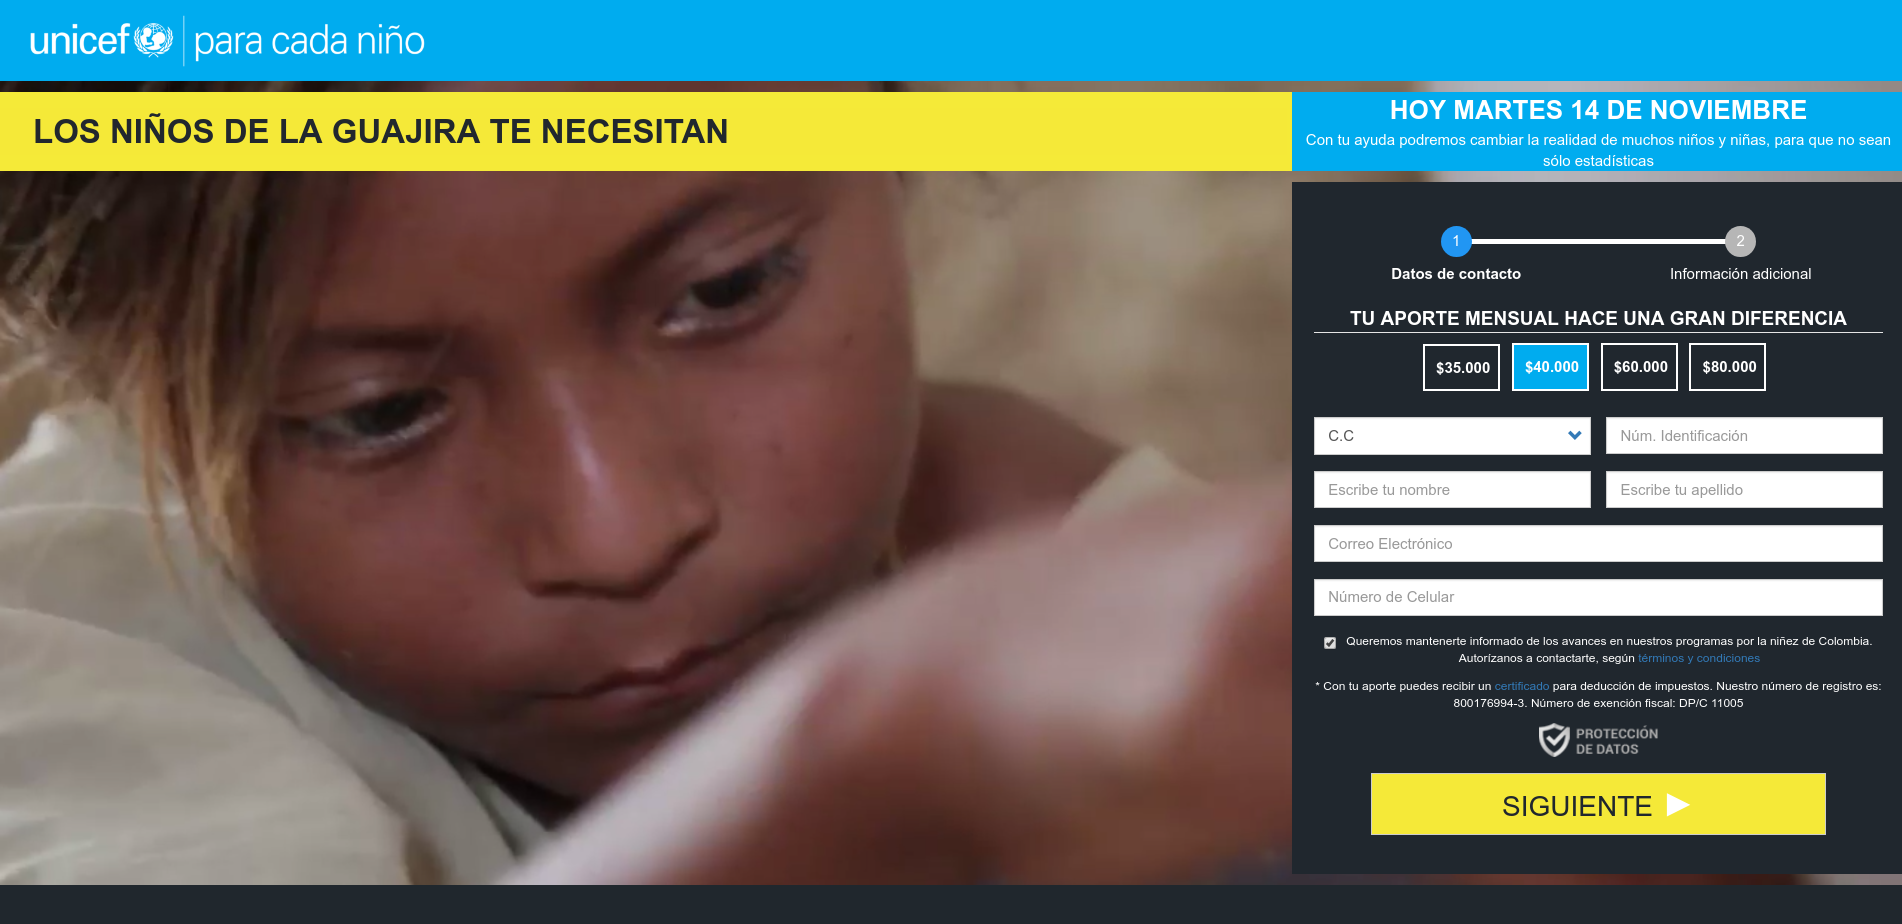 unicef para cada niño
LOS NIÑOS DE LA GUAJIRA TE NECESITAN
HOY MARTES 14 DE NOVIEMBRE
Con tu ayuda podremos cambiar la realidad de muchos niños y niñas, para que no sean
sólo estadísticas
1 2
Datos de contacto Información adicional
TU APORTE MENSUAL HACE UNA GRAN DIFERENCIA
$35.000 $40.000 $60.000 $80.000
C.C Núm. Identificación
Escribe tu nombre Escribe tu apellido
Correo Electrónico
Número de Celular
Queremos mantenerte informado de los avances en nuestros programas por la niñez de Colombia.
Autorízanos a contactarte, según términos y condiciones
* Con tu aporte puedes recibir un certificado para deducción de impuestos. Nuestro número de registro es:
800176994-3. Número de exención fiscal: DP/C 11005
PROTECCIÓN
DE DATOS
SIGUIENTE